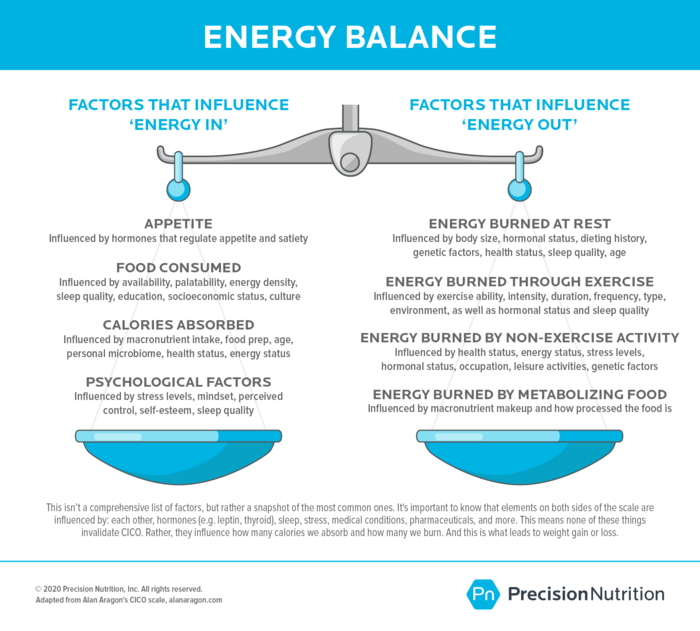 ENERGY BALANCE
FACTORS THAT INFLUENCE
‘ENERGY IN’
APPETITE
Influenced by hormones that regulate appetite and satiety
FOOD CONSUMED
Influenced by availability, palatability, energy density,
sleep quality, education, socioeconomic status, culture
CALORIES ABSORBED
Influenced by macronutrient intake, food prep, age,
personal microbiome, health status, energy status
PSYCHOLOGICAL FACTORS
Influenced by stress levels, mindset, perceived
control, self-esteem, sleep quality
FACTORS THAT INFLUENCE
‘ENERGY OUT’
ENERGY BURNED AT REST
Influenced by body size, hormonal status, dieting history,
genetic factors, health status, sleep quality, age
ENERGY BURNED THROUGH EXERCISE
Influenced by exercise ability, intensity, duration, frequency, type,
environment, as well as hormonal status and sleep quality
ENERGY BURNED BY NON-EXERCISE ACTIVITY
Influenced by health status, energy status, stress levels,
hormonal status, occupation, leisure activities, genetic factors
ENERGY BURNED BY METABOLIZING FOOD
Influenced by macronutrient makeup and how processed the food is
This isn’t a comprehensive list of factors, but rather a snapshot of the most common ones. It's important to know that elements on both sides of the scale are
influenced by: each other, hormones (e.g. leptin, thyroid), sleep, stress, medical conditions, pharmaceuticals, and more. This means none of these things
invalidate CICO. Rather, they influence how many calories we absorb and how many we burn. And this is what leads to weight gain or loss.
© 2020 Precision Nutrition, Inc. All rights reserved.
Adapted from Alan Aragon's CICO scale, alanaragon.com
Pn PrecisionNutrition